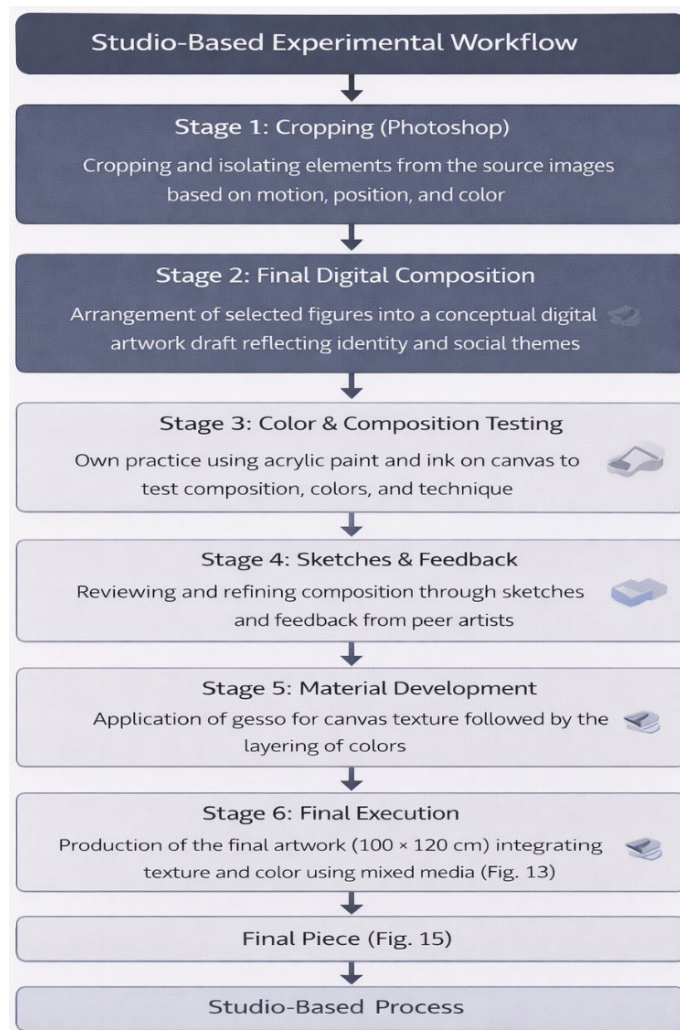 Studio-Based Experimental Workflow
Stage 1: Cropping (Photoshop)
Cropping and isolating elements from the source images
based on motion, position, and color
Stage 2: Final Digital Composition
Arrangement of selected figures into a conceptual digital
artwork draft reflecting identity and social themes
Stage 3: Color & Composition Testing
Own practice using acrylic paint and ink on canvas to
test composition, colors, and technique
Stage 4: Sketches & Feedback
Reviewing and refining composition through sketches
and feedback from peer artists
Stage 5: Material Development
Application of gesso for canvas texture followed by the
layering of colors
Stage 6: Final Execution
Production of the final artwork (100 × 120 cm) integrating
texture and color using mixed media (Fig. 13)
Final Piece (Fig. 15)
Studio-Based Process